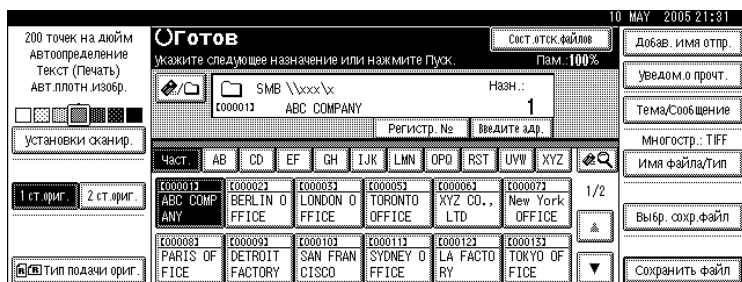 10 MAY 2005 21:31
200 точек на дюйм
Автоопределение
Текст (Печать)
Авт.плотн.изобр.
Установки сканир.
1 ст.ориг.
2 ст.ориг.
Тип подачи ориг.
Готов
Сост.отск.файлов
Укажите следующее назначение или нажмите Пуск.
Пам.:100%
SMB \\xxx\x
Назн.:
[00001]
ABC COMPANY
1
Регистр. №
Введите адр.
Част.
AB
CD
EF
GH
IJK
LMN
OPQ
RST
UVW
XYZ
[00001]
ABC COMP
ANY
[00002]
BERLIN O
FFICE
[00003]
LONDON O
FFICE
[00005]
TORONTO
OFFICE
[00006]
XYZ CO.,
LTD
[00007]
New York
OFFICE
1/2
[00008]
PARIS OF
FICE
[00009]
DETROIT
FACTORY
[00010]
SAN FRAN
CISCO
[00011]
SYDNEY O
FFICE
[00012]
LA FACTO
RY
[00013]
TOKYO OF
FICE
Добав. имя отпр.
Уведом.о прочт.
Тема/Сообщение
Многостр.: TIFF
Имя файла/Тип
Выбр. сохр.файл
Сохранить файл